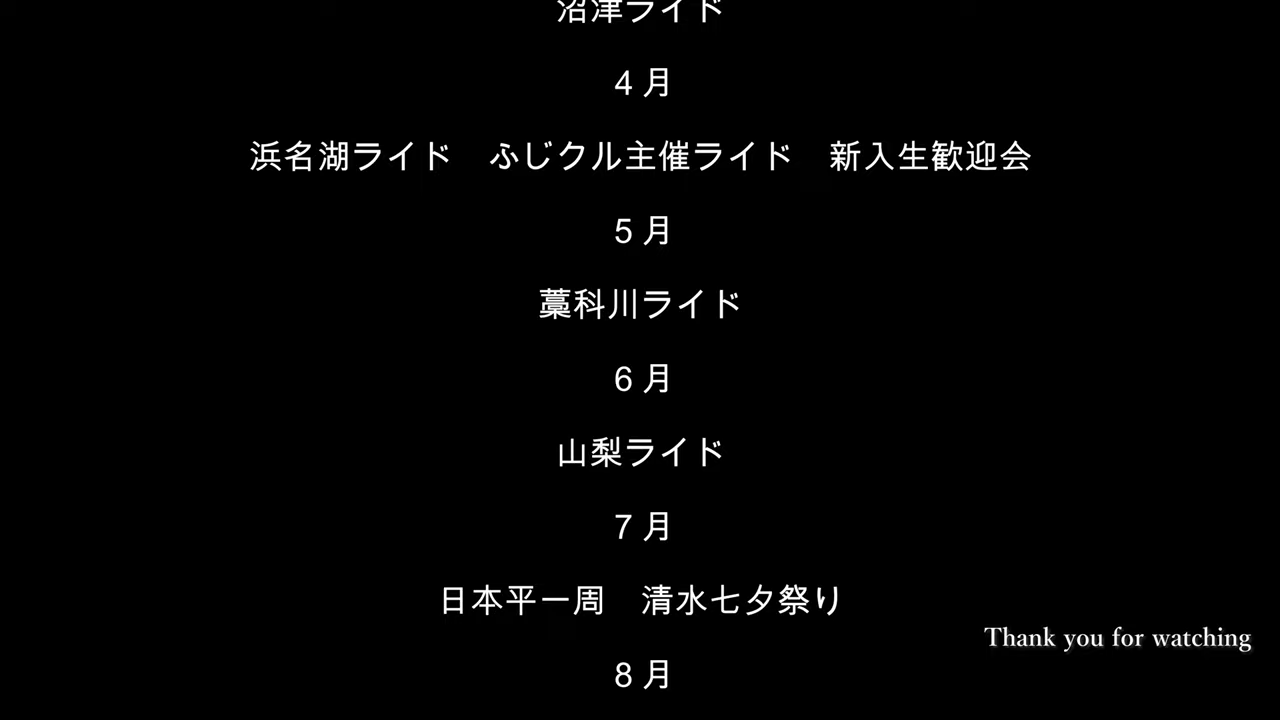 沼津ライド
4 月
浜名湖ライド　ふじクル主催ライド　新入生歓迎会
5 月
藁科川ライド
6 月
山梨ライド
7 月
日本平一周　清水七夕祭り
Thank you for watching
8 月